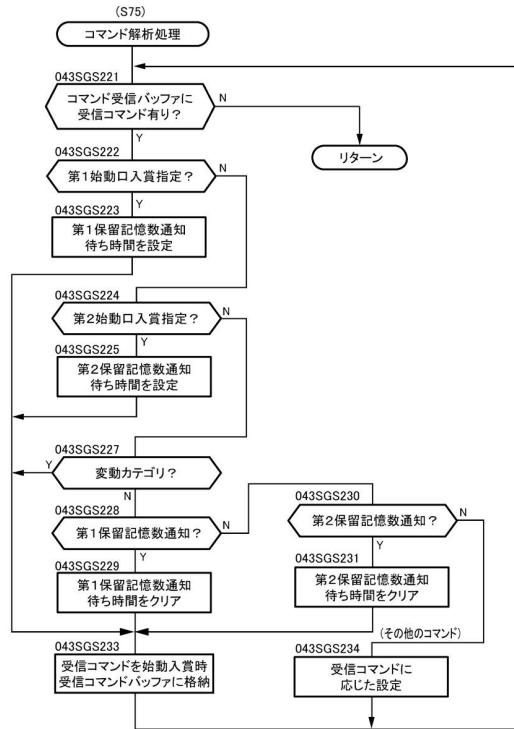 (S75)
コマンド解析処理
043SGS221
コマンド受信バッファに
受信コマンド有り？
N
Y
リターン
043SGS222
第1始動口入賞指定？
N
Y
043SGS223
第1保留記憶数通知
待ち時間を設定
043SGS224
第2始動口入賞指定？
N
Y
043SGS225
第2保留記憶数通知
待ち時間を設定
043SGS227
Y
変動カテゴリ？
N
043SGS228
第1保留記憶数通知？
N
Y
043SGS229
第1保留記憶数通知
待ち時間をクリア
043SGS230
第2保留記憶数通知？
N
Y
043SGS231
第2保留記憶数通知
待ち時間をクリア
043SGS233
受信コマンドを始動入賞時
受信コマンドバッファに格納
(その他のコマンド)
043SGS234
受信コマンドに
応じた設定